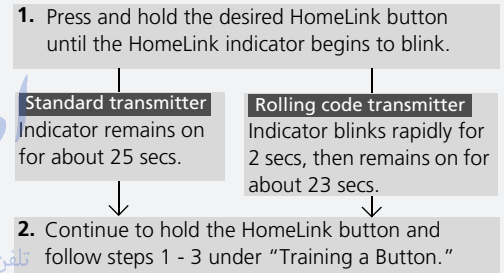 1. Press and hold the desired HomeLink button
until the HomeLink indicator begins to blink.
Standard transmitter
Indicator remains on
for about 25 secs.
Rolling code transmitter
Indicator blinks rapidly for
2 secs, then remains on for
about 23 secs.
2. Continue to hold the HomeLink button and
follow steps 1 - 3 under “Training a Button.”